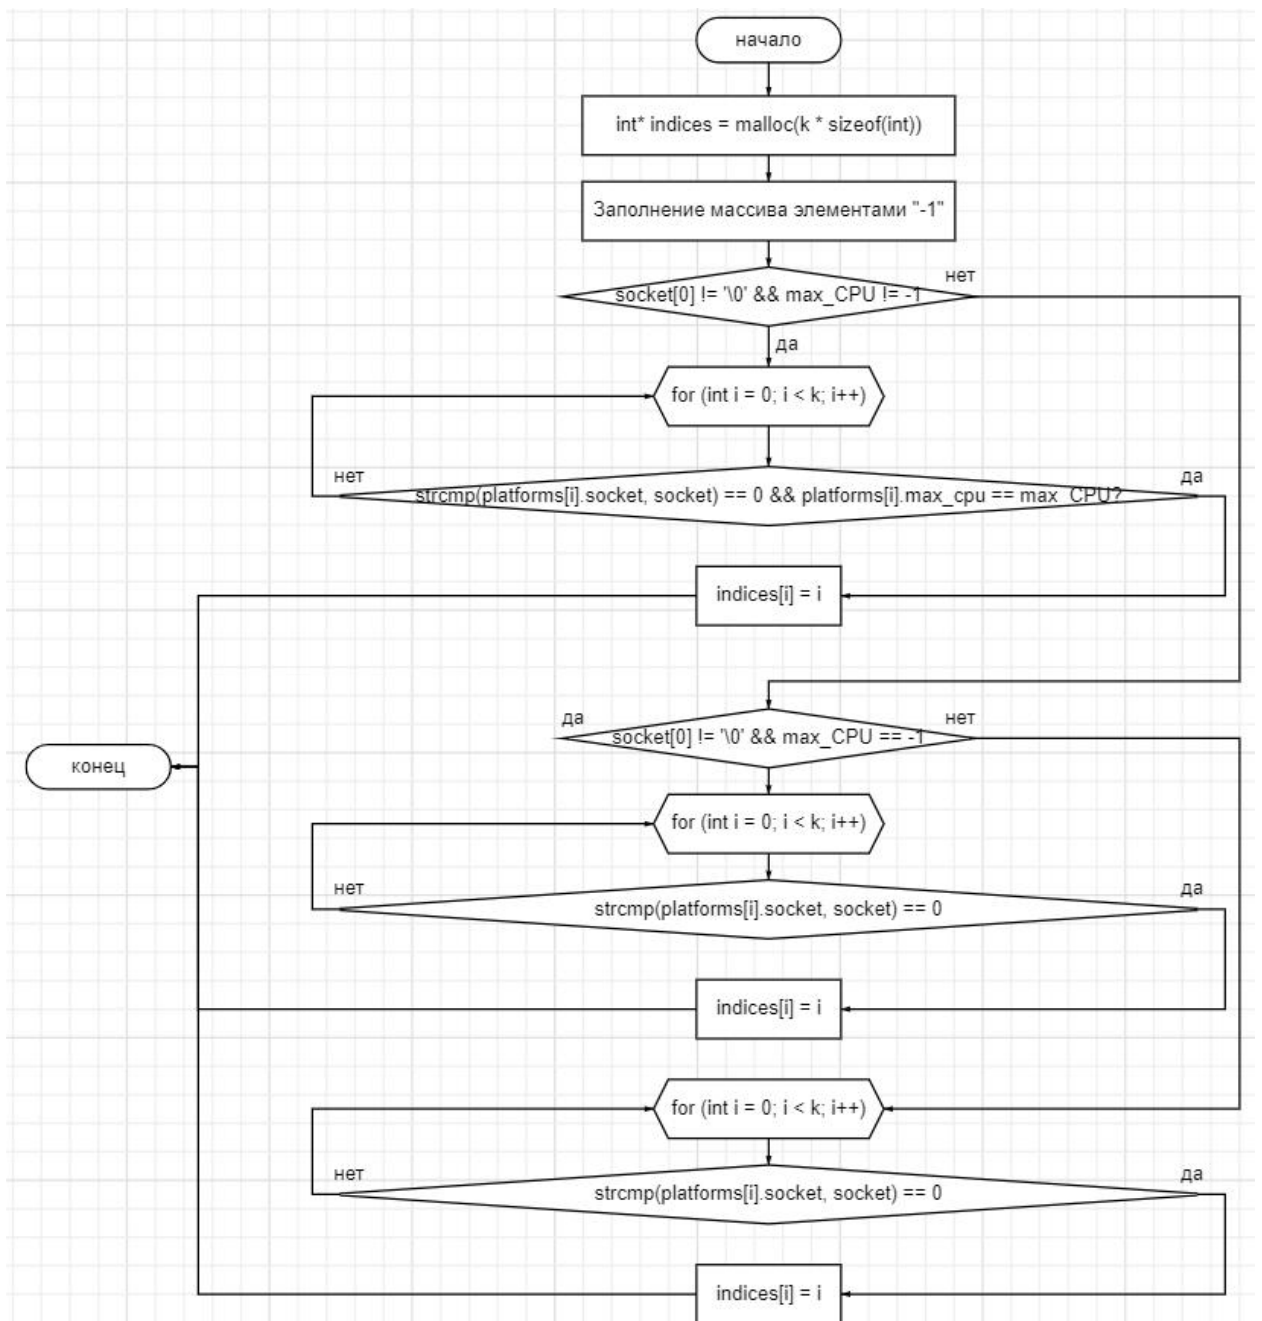 начало
int* indices = malloc(k * sizeof(int))
Заполнение массива элементами "-1"
нет
socket[0] != '\0' && max_CPU != -1
да
for (int i = 0; i < k; i++)
нет
да
strcmp(platforms[i].socket, socket) == 0 && platforms[i].max_cpu == max_CPU?
indices[i] = i
да
нет
socket[0] != '\0' && max_CPU == -1
конец
for (int i = 0; i < k; i++)
нет
да
strcmp(platforms[i].socket, socket) == 0
indices[i] = i
for (int i = 0; i < k; i++)
нет
да
strcmp(platforms[i].socket, socket) == 0
indices[i] = i